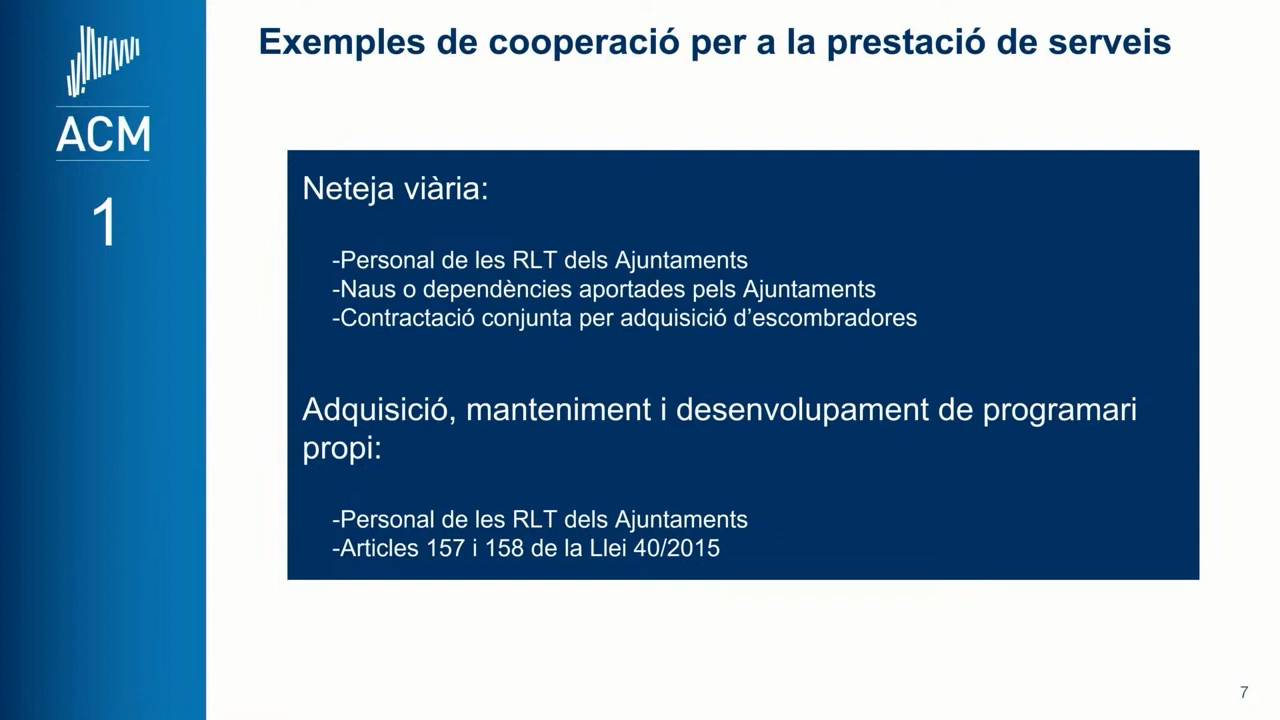 Exemples de cooperació per a la prestació de serveis
ACM
1
Neteja viària:
-Personal de les RLT dels Ajuntaments
-Naus o dependències aportades pels Ajuntaments
-Contractació conjunta per adquisició d’escombradores
Adquisició, manteniment i desenvolupament de programari
propi:
-Personal de les RLT dels Ajuntaments
-Articles 157 i 158 de la Llei 40/2015
7